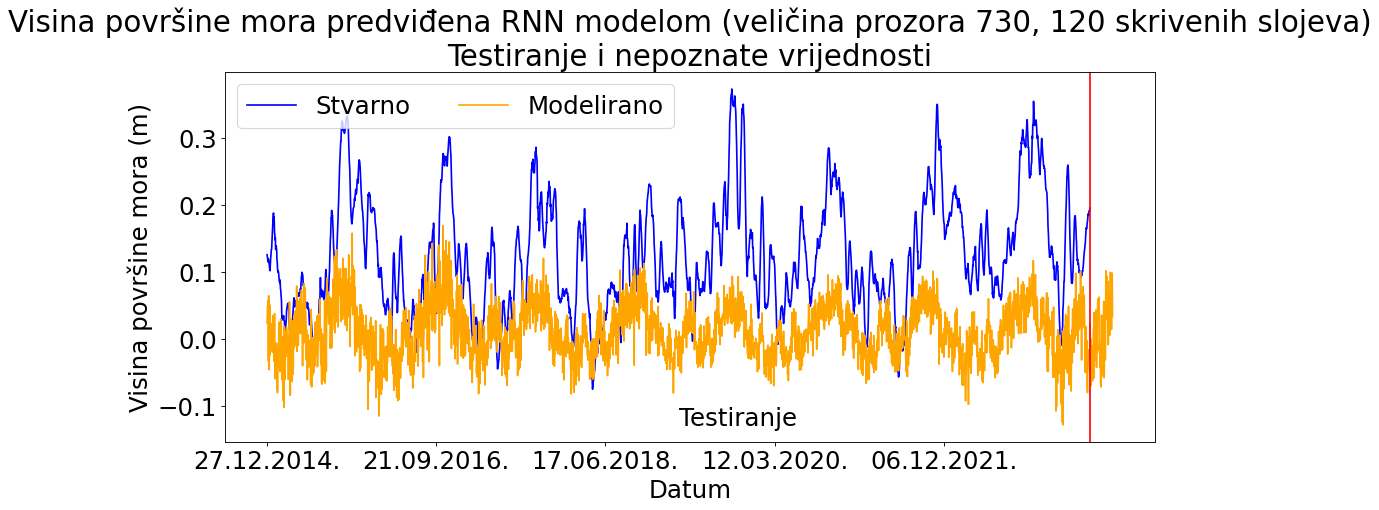 Visina površine mora predviđena RNN modelom (veličina prozora 730, 120 skrivenih slojeva)
Testiranje i nepoznate vrijednosti
Stvarno Modelirano
Visina površine mora (m)
0.3
0.2
0.1
0.0
−0.1
Testiranje
27.12.2014. 21.09.2016. 17.06.2018. 12.03.2020. 06.12.2021.
Datum